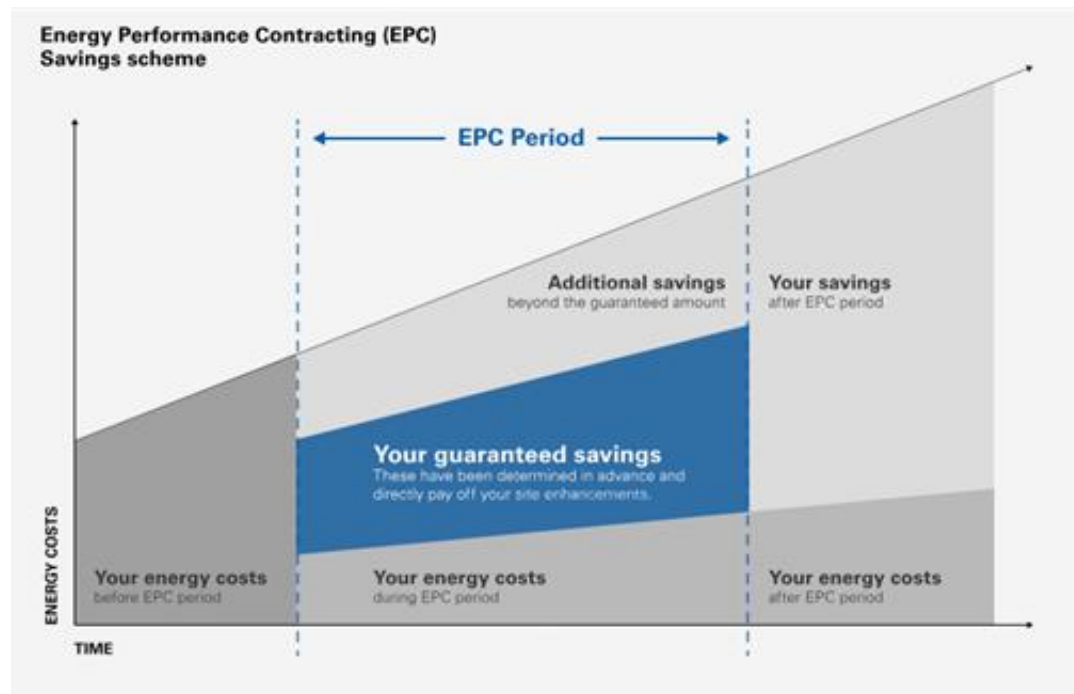 Energy Performance Contracting (EPC)
Savings scheme
EPC Period
Additional savings
beyond the guaranteed amount
Your savings
after EPC period
Your guaranteed savings
These have been determined in advance and
directly pay off your site enhancements.
Your energy costs
before EPC period
Your energy costs
during EPC period
Your energy costs
after EPC period
ENERGY COSTS
TIME